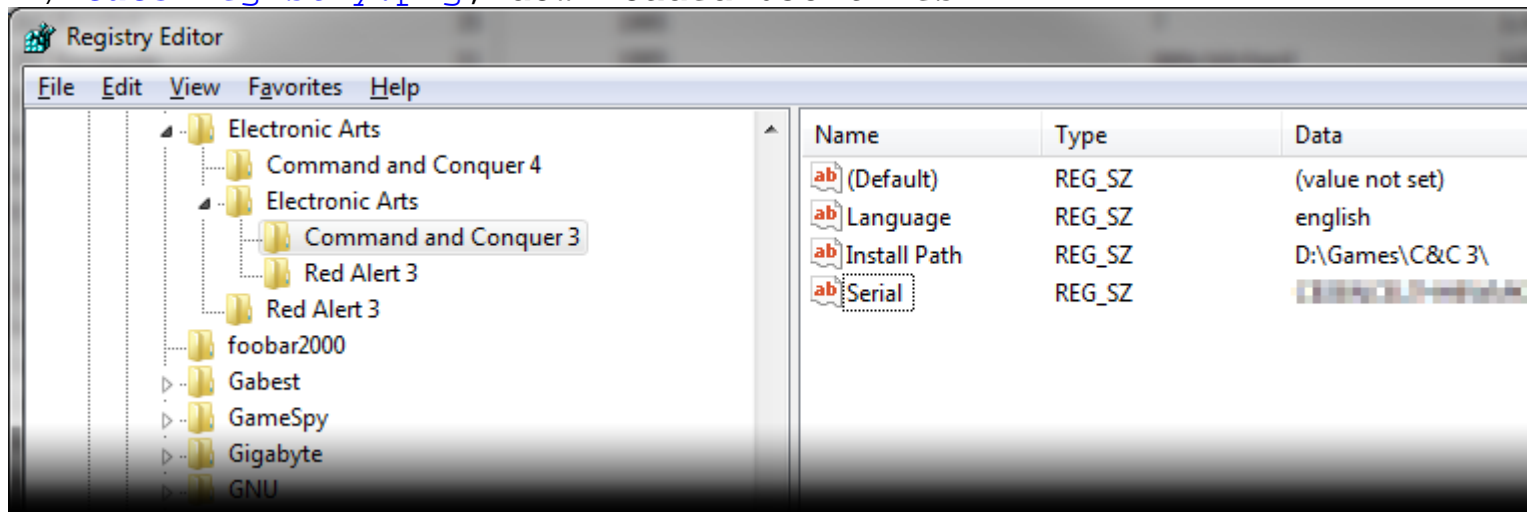 Registry Editor
File Edit View Favorites Help
Electronic Arts
Command and Conquer 4
Electronic Arts
Command and Conquer 3
Red Alert 3
Red Alert 3
foobar2000
Gabest
GameSpy
Gigabyte
GNU
Name Type Data
(Default) REG_SZ (value not set)
Language REG_SZ english
Install Path REG_SZ D:\Games\C&C 3\
Serial REG_SZ